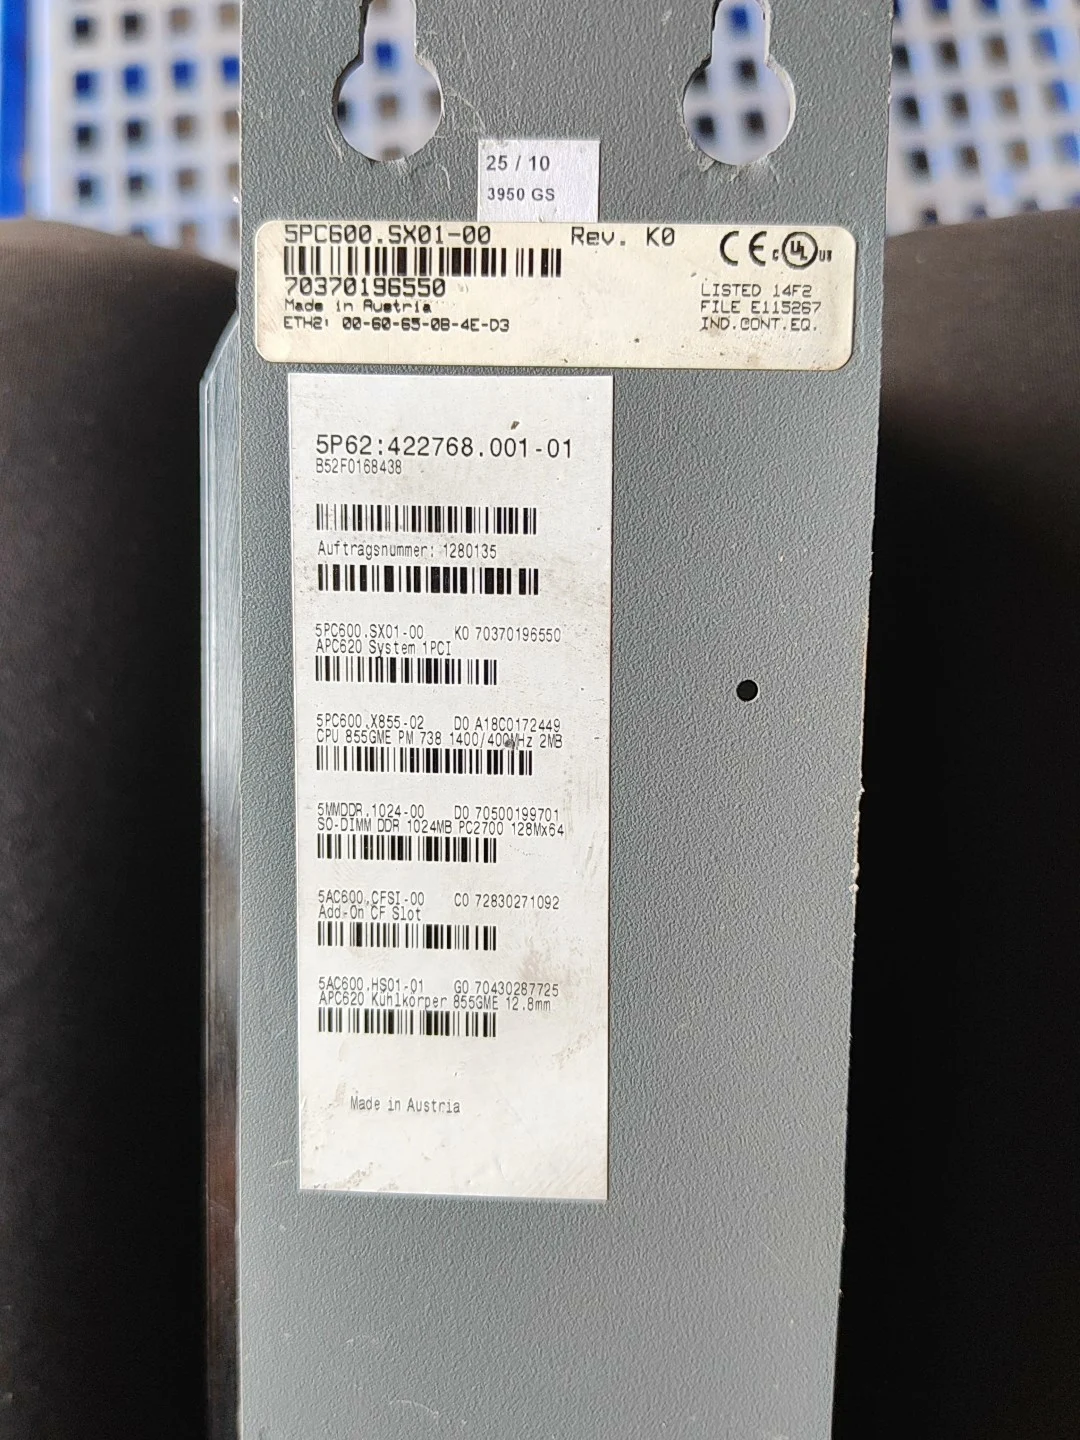 25 / 10
3950 GS
5PC600.SX01-00 Rev. K0
CE c UL us
70370196550
Made in Austria
ETH2: 00-60-65-0B-4E-D3
LISTED 14F2
FILE E115267
IND.CONT.EQ.
5P62:422768.001-01
B52F0168438
Auftragsnummer: 1280135
5PC600.SX01-00 K0 70370196550
APC620 System 1PCI
5PC600.X855-02 D0 A18C0172449
CPU 855GME PM 738 1400/400MHz 2MB
5MMDDR.1024-00 D0 70500199701
SO-DIMM DDR 1024MB PC2700 128Mx64
5AC600.CFSI-00 C0 72830271092
Add-On CF Slot
5AC600.HS01-01 G0 70430287725
APC620 Kühlkörper 855GME 12.8mm
Made in Austria